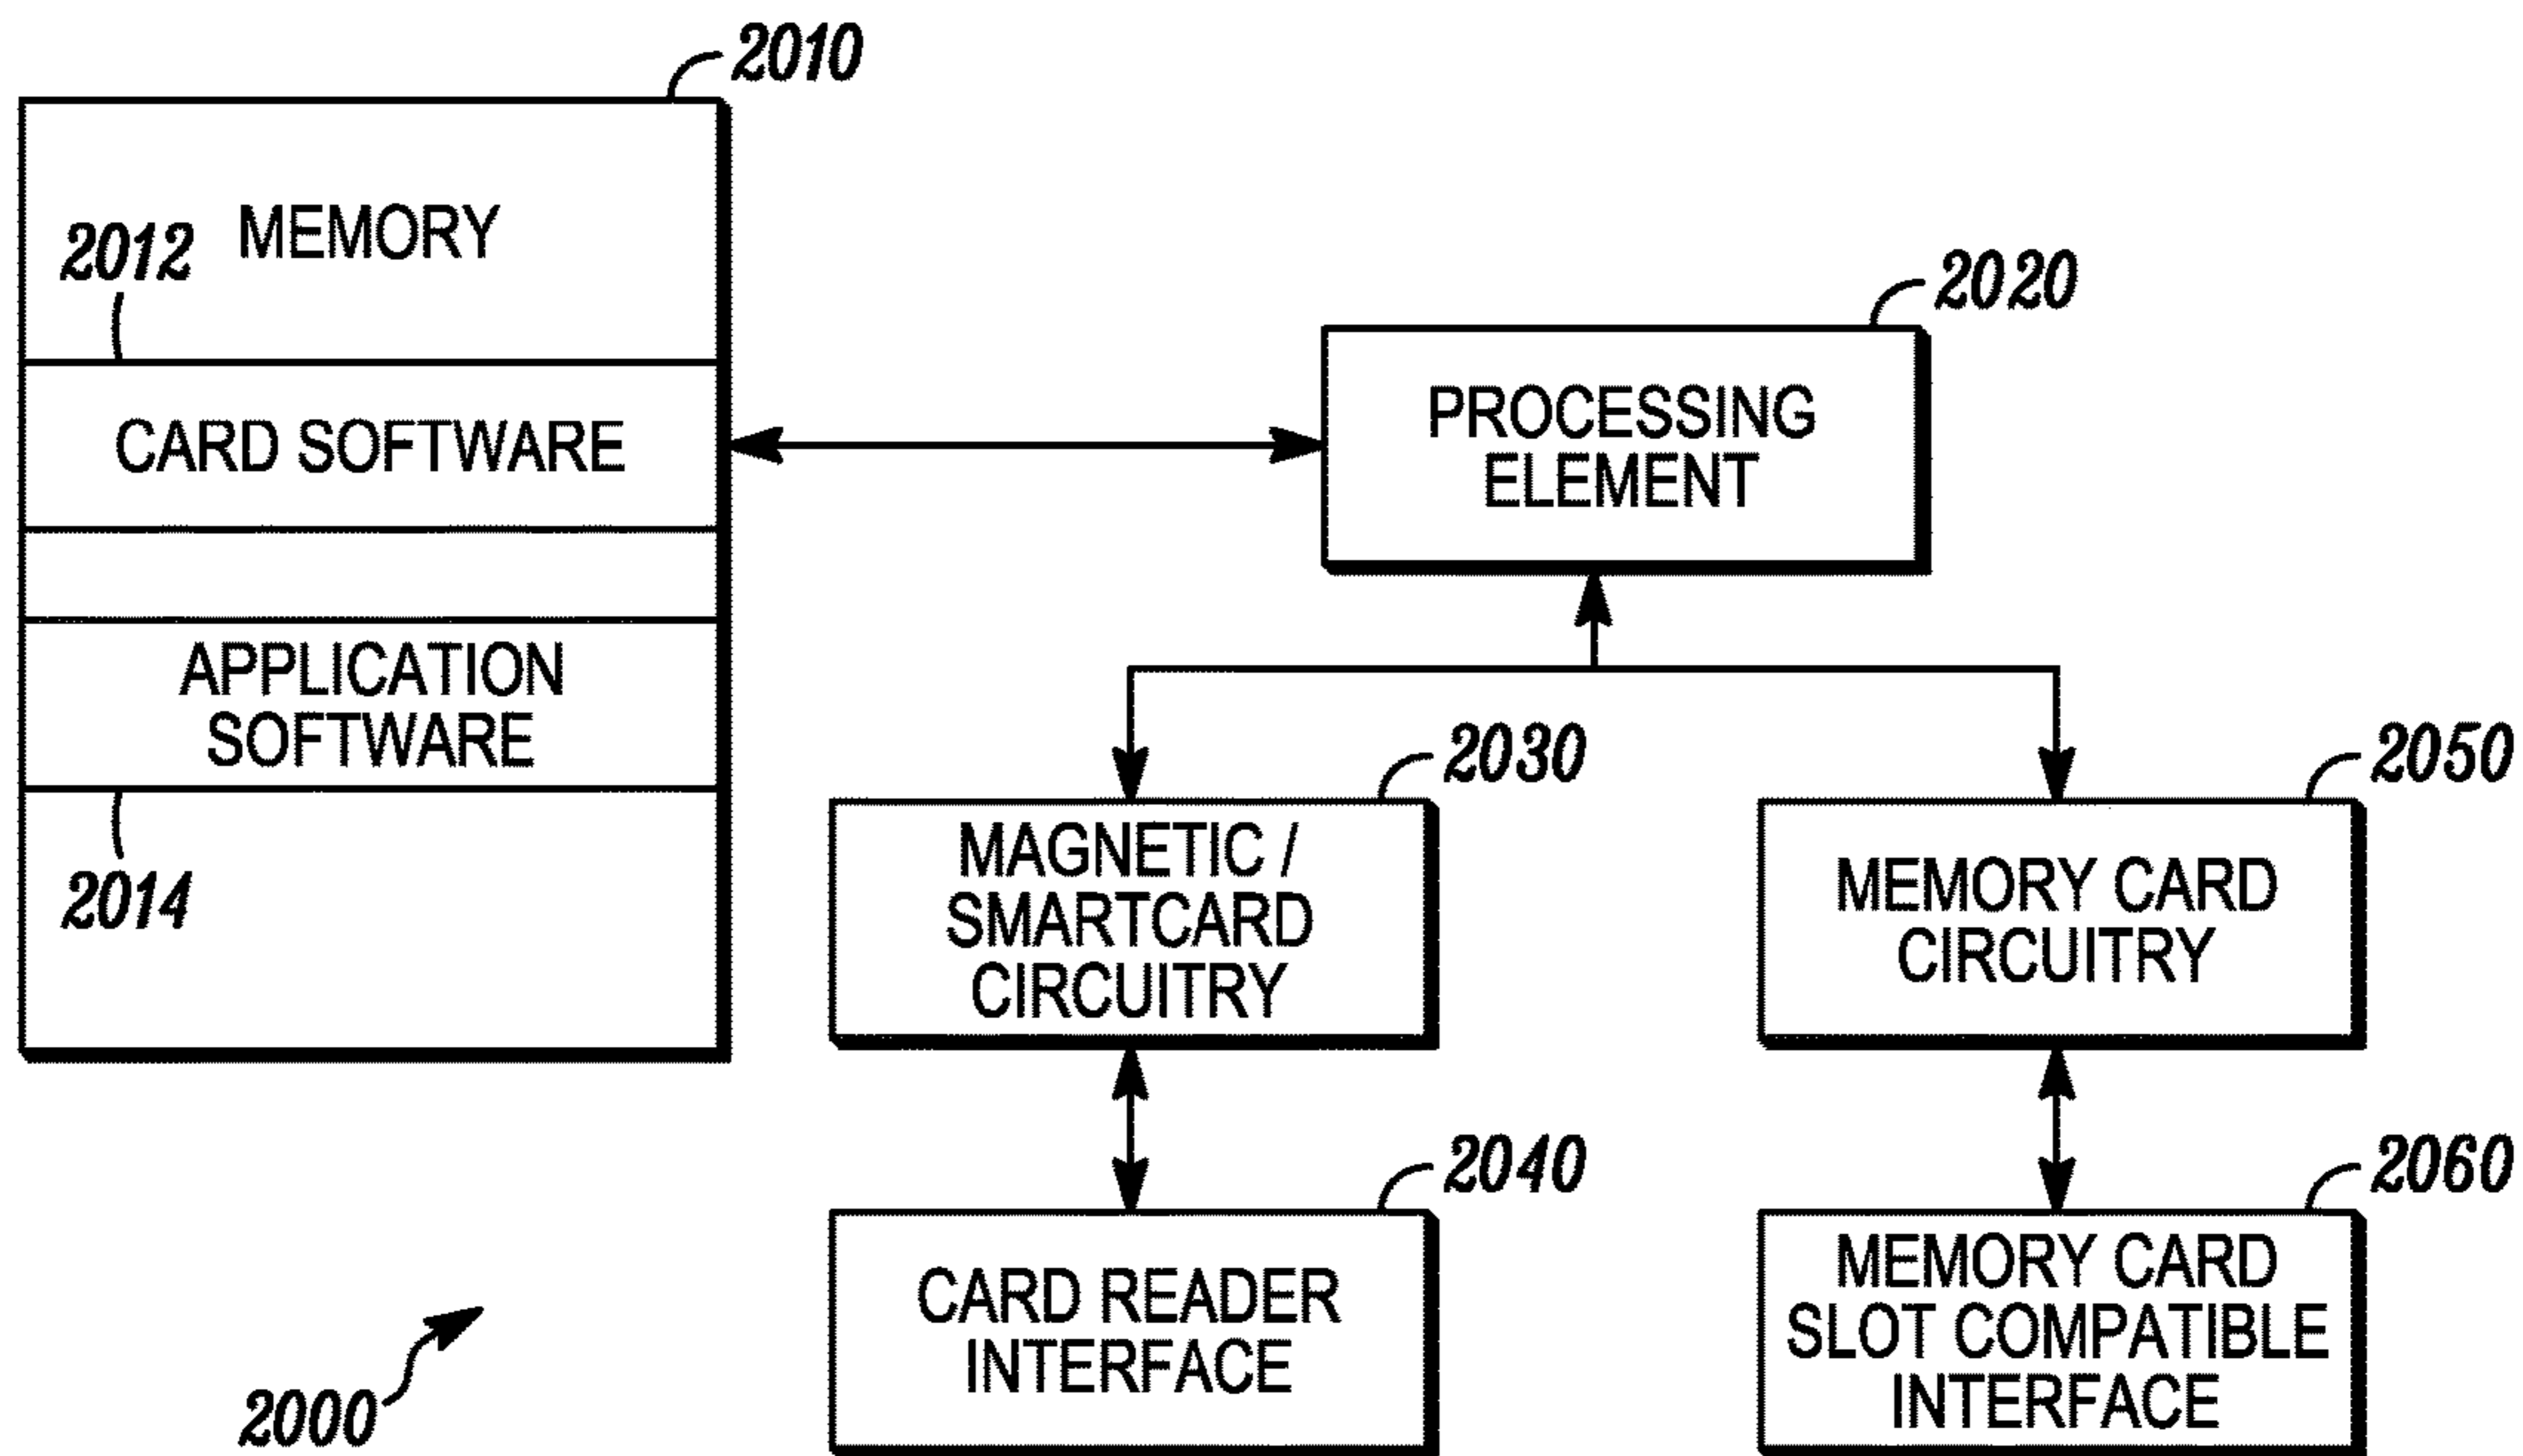 2010
MEMORY
2012
CARD SOFTWARE
APPLICATION
SOFTWARE
2014
2020
PROCESSING
ELEMENT
2030
MAGNETIC /
SMARTCARD
CIRCUITRY
2050
MEMORY CARD
CIRCUITRY
2040
CARD READER
INTERFACE
2060
MEMORY CARD
SLOT COMPATIBLE
INTERFACE
2000